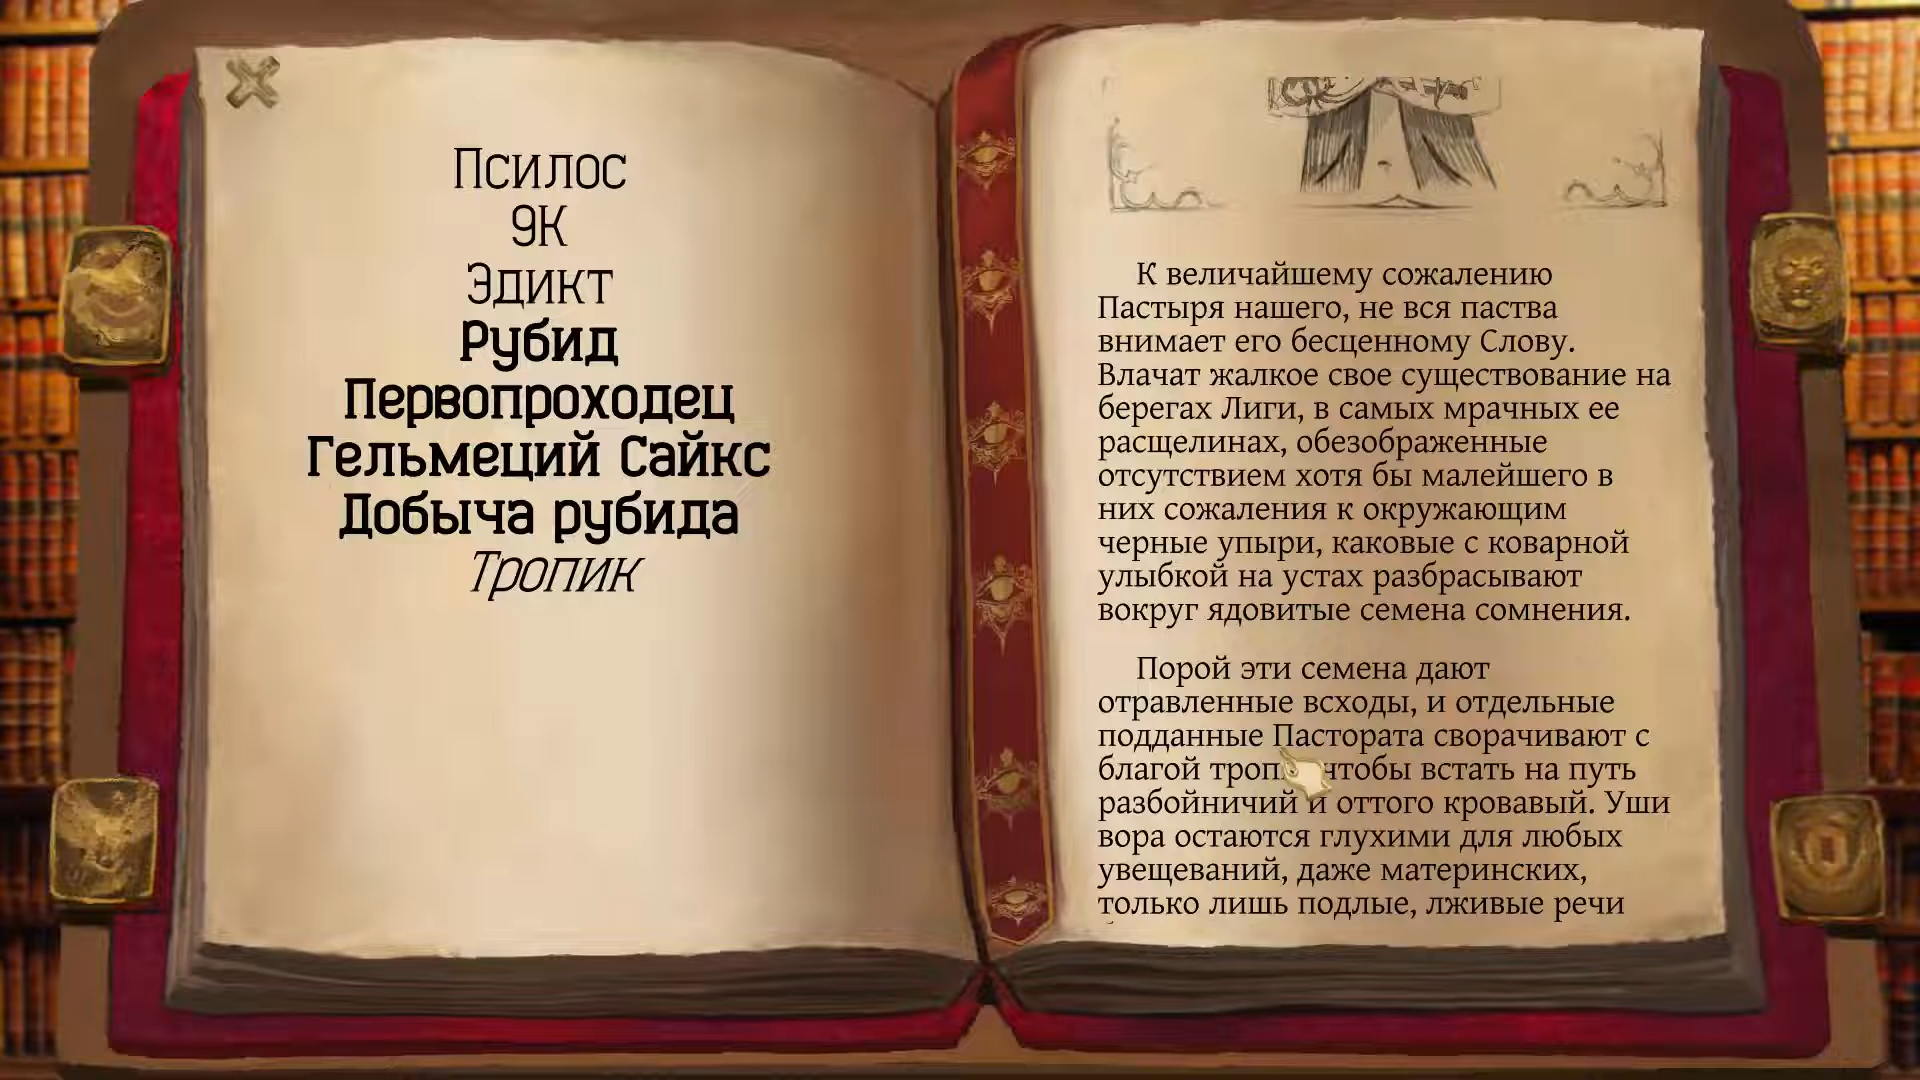 Псилос
9К
Эдикт
Рубид
Первопроходец
Гельмеций Сайкс
Добыча рубида
Тропик
К величайшему сожалению
Пастыря нашего, не вся паства
внимает его бесценному Слову.
Влачат жалкое свое существование на
берегах Лиги, в самых мрачных ее
расщелинах, обезображенные
отсутствием хотя бы малейшего в
них сожаления к окружающим
черные упыри, каковые с коварной
улыбкой на устах разбрасывают
вокруг ядовитые семена сомнения.
Порой эти семена дают
отравленные всходы, и отдельные
подданные Пастората сворачивают с
благой чтобы встать на путь
разбойничий и оттого кровавый. Уши
вора остаются глухими для любых
увещеваний, даже материнских,
только лишь подлые, лживые речи